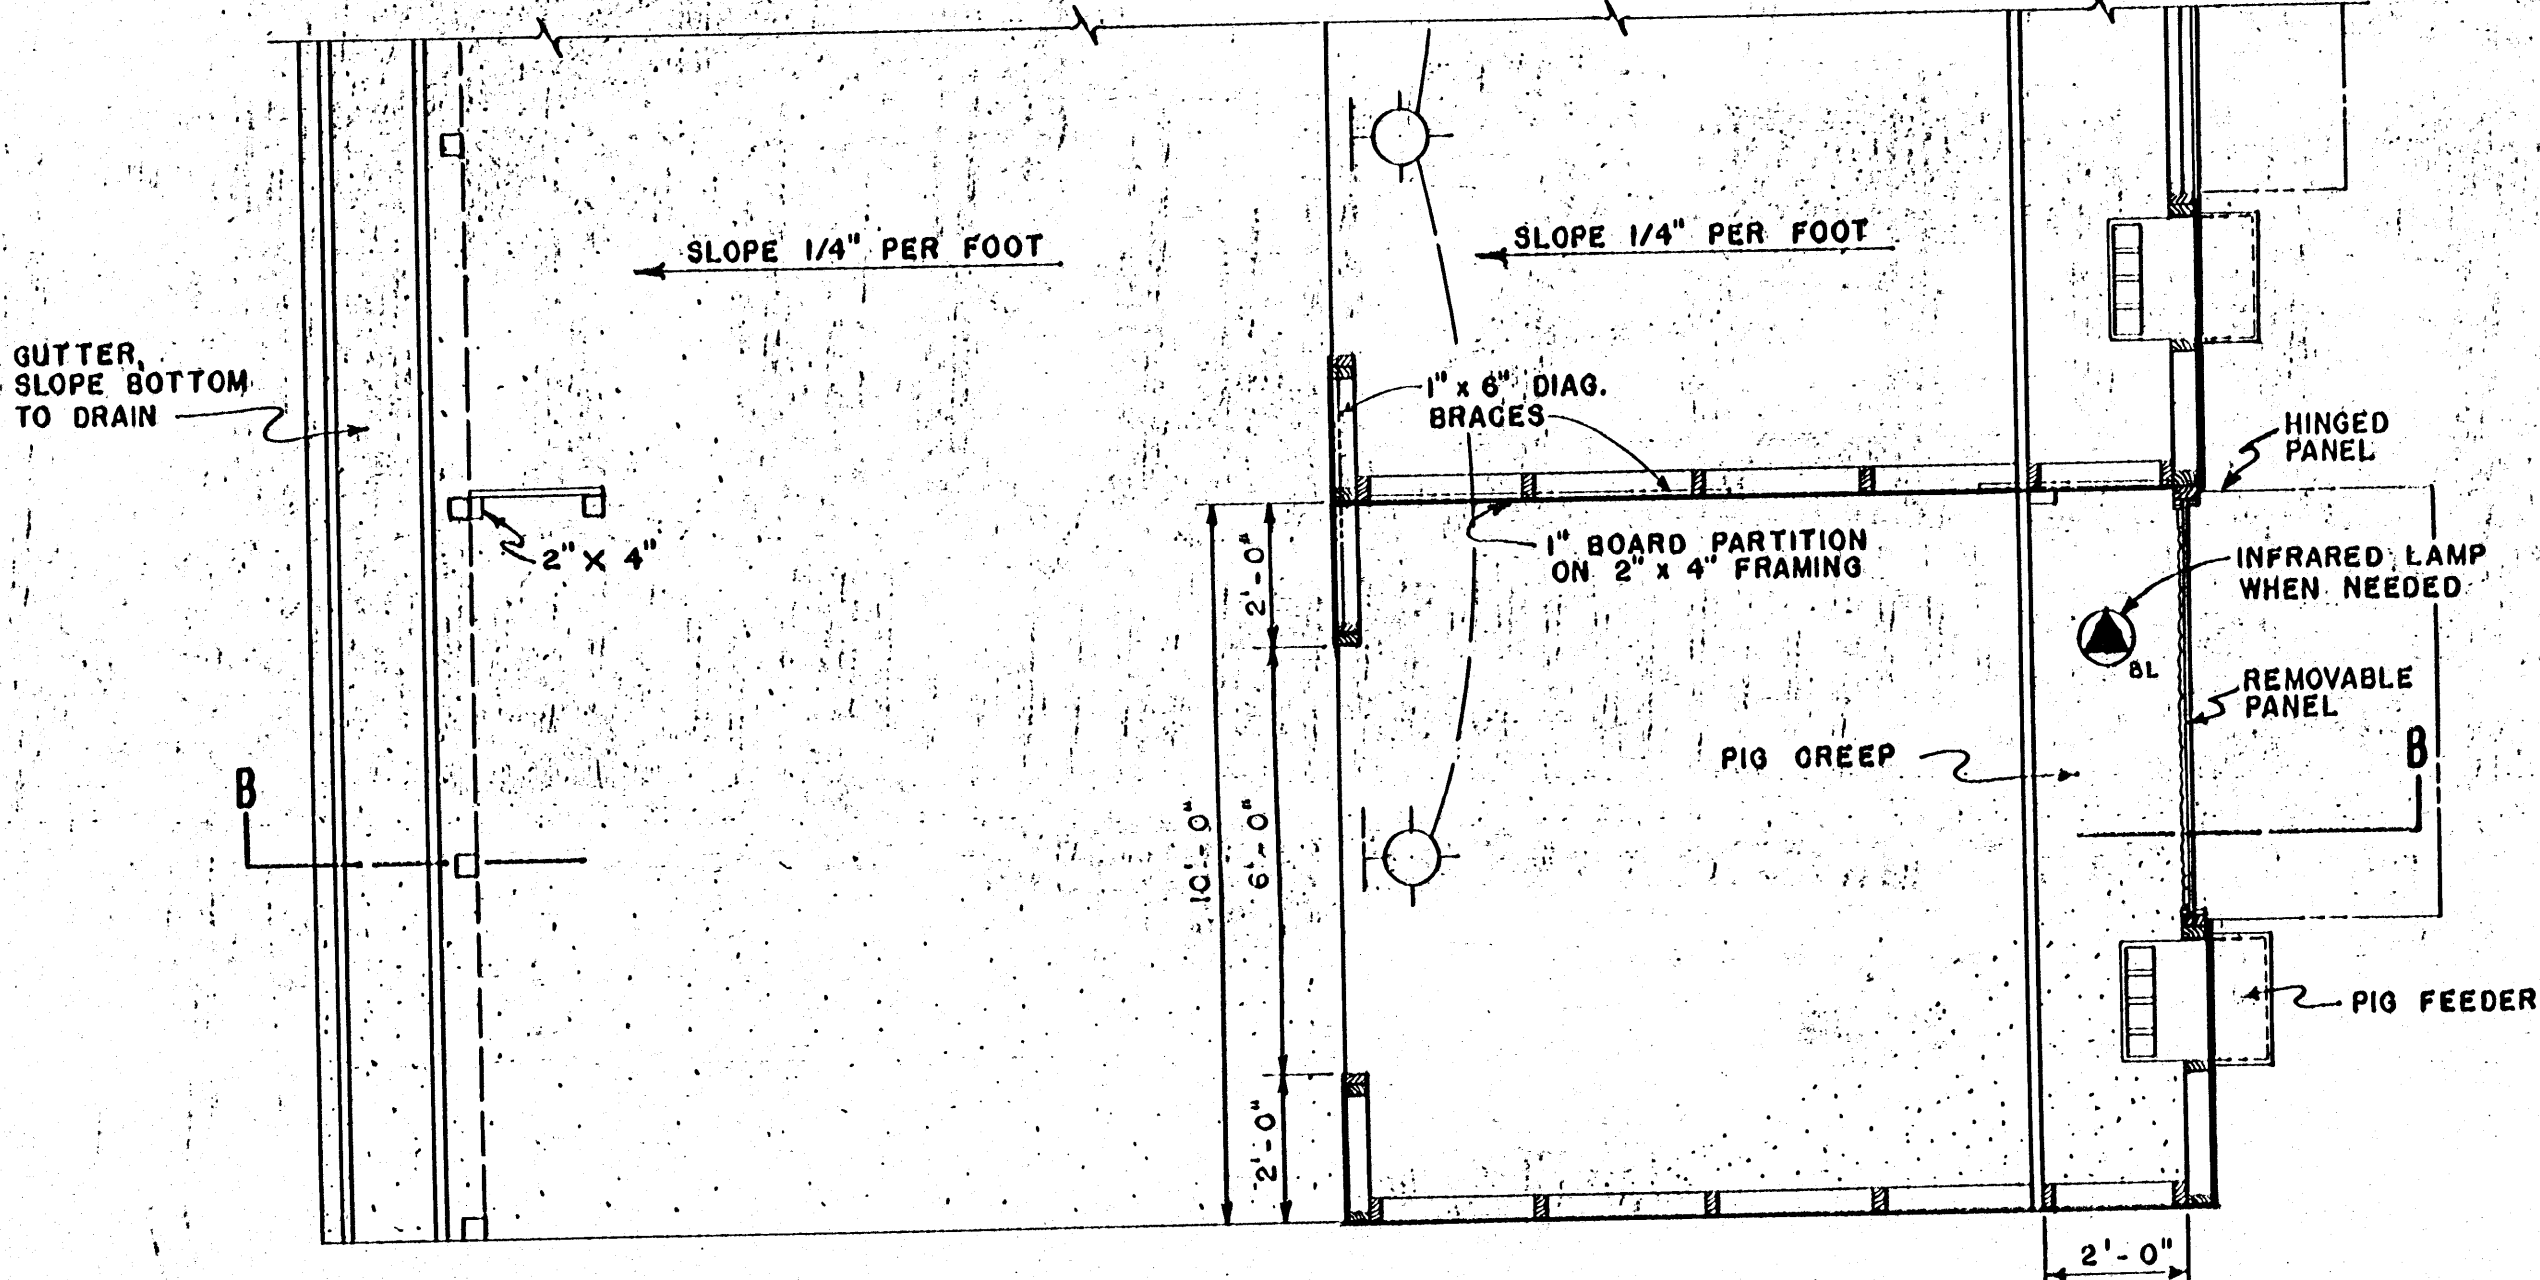 SLOPE 1/4" PER FOOT
SLOPE 1/4" PER FOOT
GUTTER,
SLOPE BOTTOM
TO DRAIN
1" x 6" DIAG.
BRACES
HINGED
PANEL
2" X 4"
1" BOARD PARTITION
ON 2" x 4" FRAMING
2'-0"
INFRARED LAMP
WHEN NEEDED
BL
REMOVABLE
PANEL
PIG CREEP
B
B
10'-0"
6'-0"
PIG FEEDER
2'-0"
2'-0"